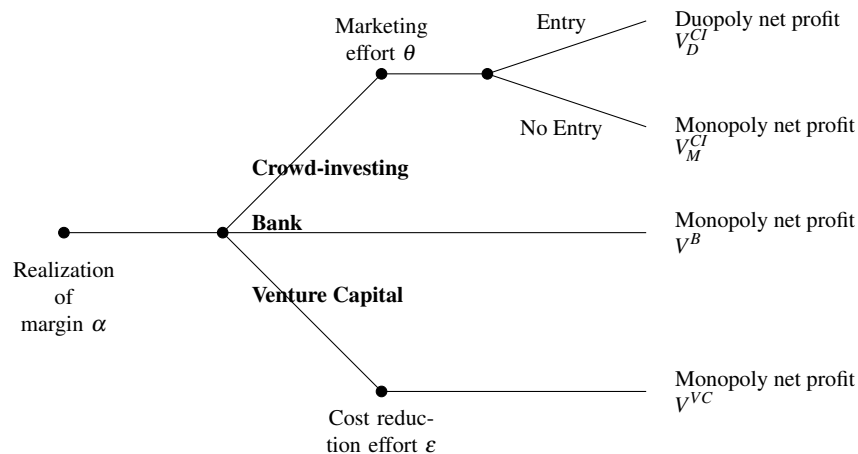 Marketing
effort θ
Entry
Duopoly net profit
V_D^{CI}
No Entry
Monopoly net profit
V_M^{CI}
Crowd-investing
Bank
Monopoly net profit
V^B
Realization
of
margin α
Venture Capital
Monopoly net profit
V^{VC}
Cost reduc-
tion effort ε